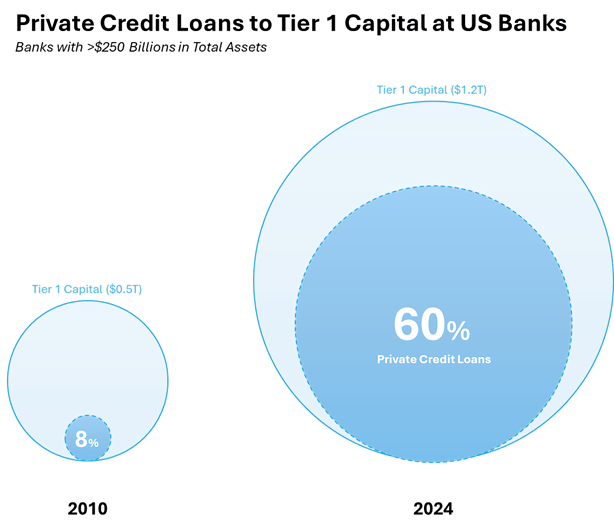 Private Credit Loans to Tier 1 Capital at US Banks
Banks with >$250 Billions in Total Assets
Tier 1 Capital ($1.2T)
Tier 1 Capital ($0.5T)
60%
Private Credit Loans
8%
2010
2024